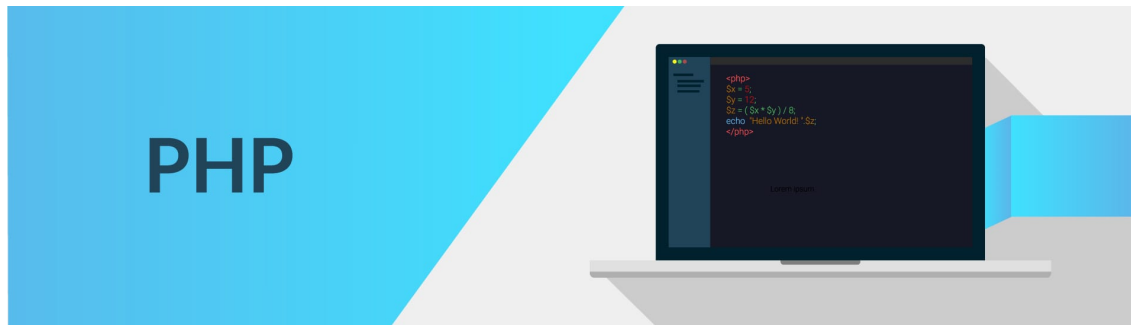 PHP
<php>
$x = 5;
$y = 12;
$z = ( $x * $y ) / 8;
echo "Hello World! ".$z;
</php>
Lorem ipsum